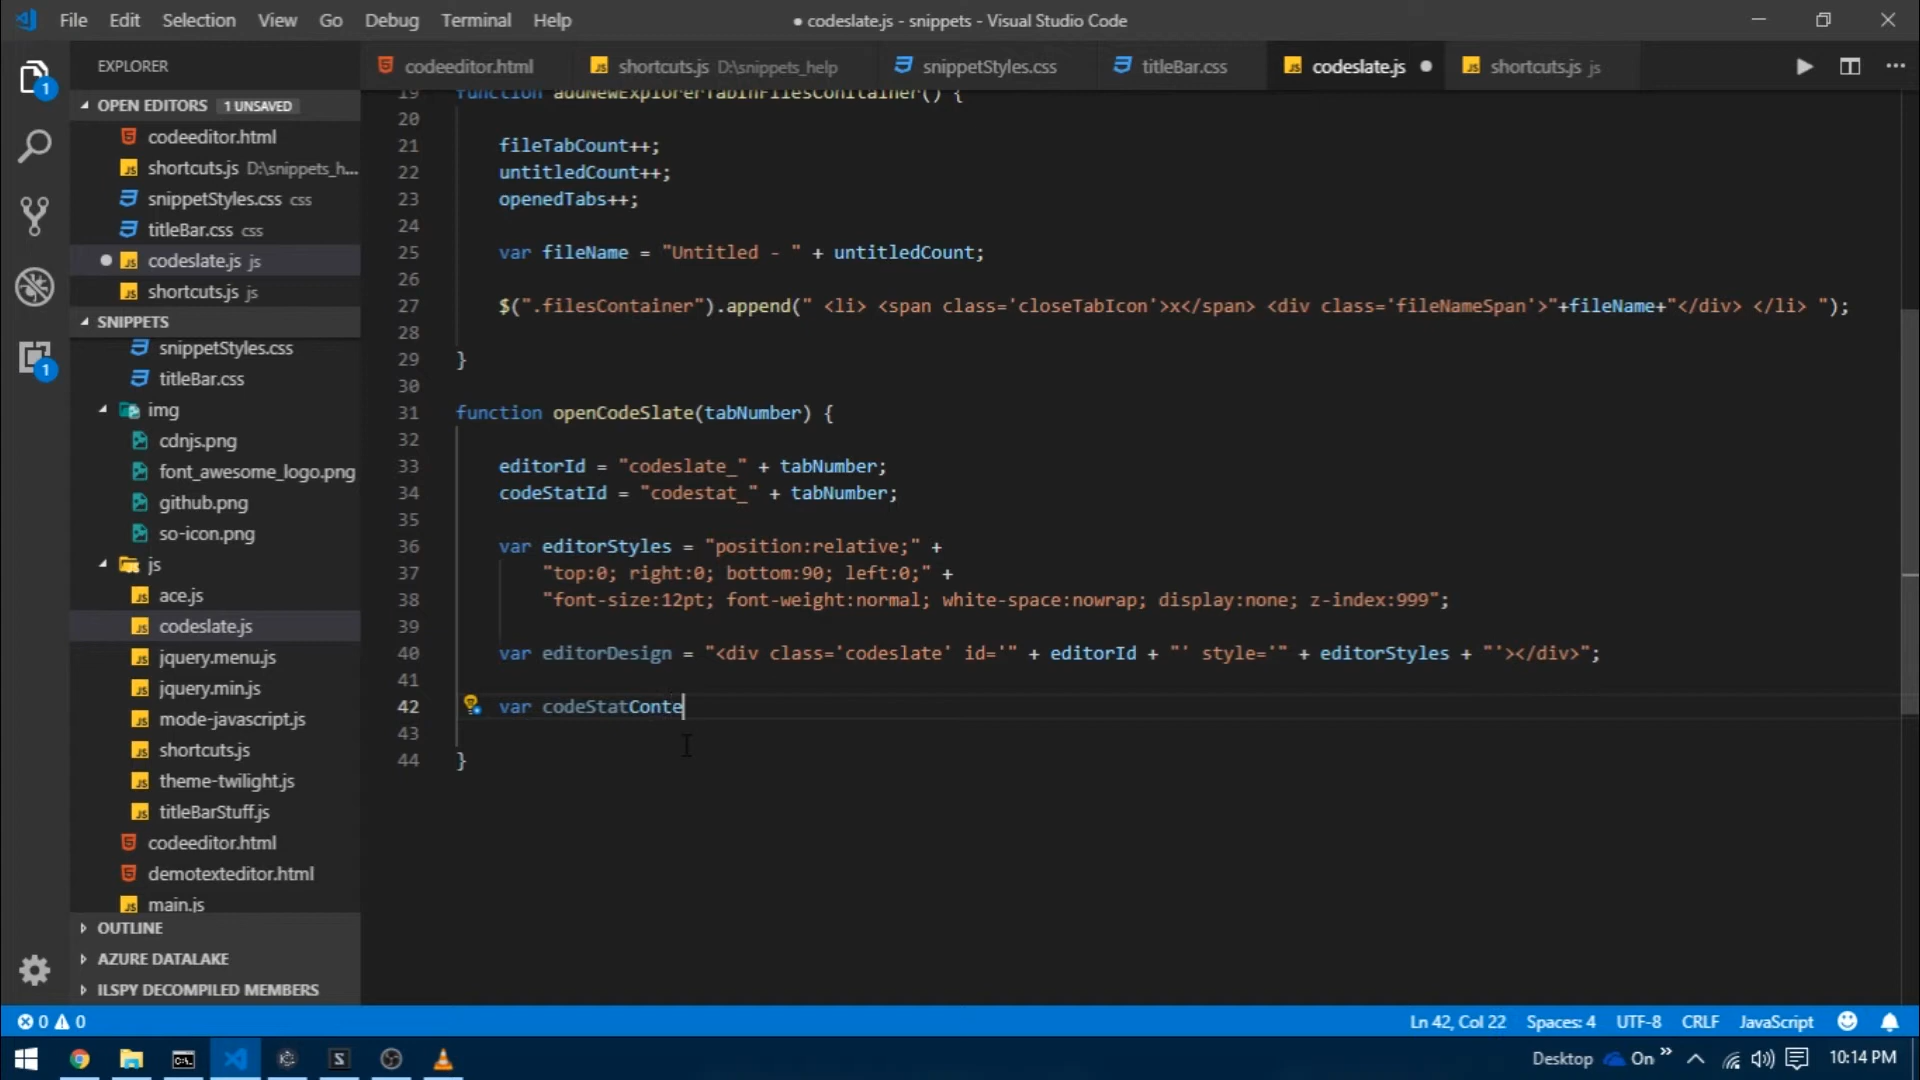 File Edit Selection View Go Debug Terminal Help
● codeslate.js - snippets - Visual Studio Code
EXPLORER
codeeditor.html
shortcuts.js D:\snippets_help
snippetStyles.css
titleBar.css
codeslate.js
shortcuts.js js
OPEN EDITORS 1 UNSAVED
codeeditor.html
shortcuts.js D:\snippets_h...
snippetStyles.css css
titleBar.css css
codeslate.js js
shortcuts.js js
SNIPPETS
snippetStyles.css
titleBar.css
img
cdnjs.png
font_awesome_logo.png
github.png
so-icon.png
js
ace.js
codeslate.js
jquery.menu.js
jquery.min.js
mode-javascript.js
shortcuts.js
theme-twilight.js
titleBarStuff.js
codeeditor.html
demotexteditor.html
main.js
OUTLINE
AZURE DATALAKE
ILSPY DECOMPILED MEMBERS
1
1
19 function addNewExplorerTabInFilesConitainer() {
20
21 fileTabCount++;
22 untitledCount++;
23 openedTabs++;
24
25 var fileName = "Untitled - " + untitledCount;
26
27 $(".filesContainer").append(" <li> <span class='closeTabIcon'>x</span> <div class='fileNameSpan'>"+fileName+"</div> </li> ");
28
29 }
30
31 function openCodeSlate(tabNumber) {
32
33 editorId = "codeslate_" + tabNumber;
34 codeStatId = "codestat_" + tabNumber;
35
36 var editorStyles = "position:relative;" +
37 "top:0; right:0; bottom:90; left:0;" +
38 "font-size:12pt; font-weight:normal; white-space:nowrap; display:none; z-index:999";
39
40 var editorDesign = "<div class='codeslate' id='" + editorId + "' style='" + editorStyles + "'></div>";
41
42 var codeStatConte
43
44 }
0 0
Ln 42, Col 22 Spaces: 4 UTF-8 CRLF JavaScript
Desktop On » 10:14 PM